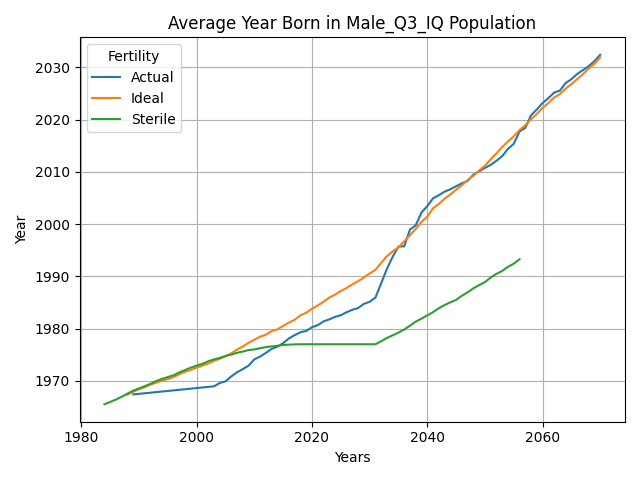 Average Year Born in Male_Q3_IQ Population
Fertility
Actual
Ideal
Sterile
2030
2020
2010
2000
1990
1980
1970
Year
1980
2000
2020
2040
2060
Years